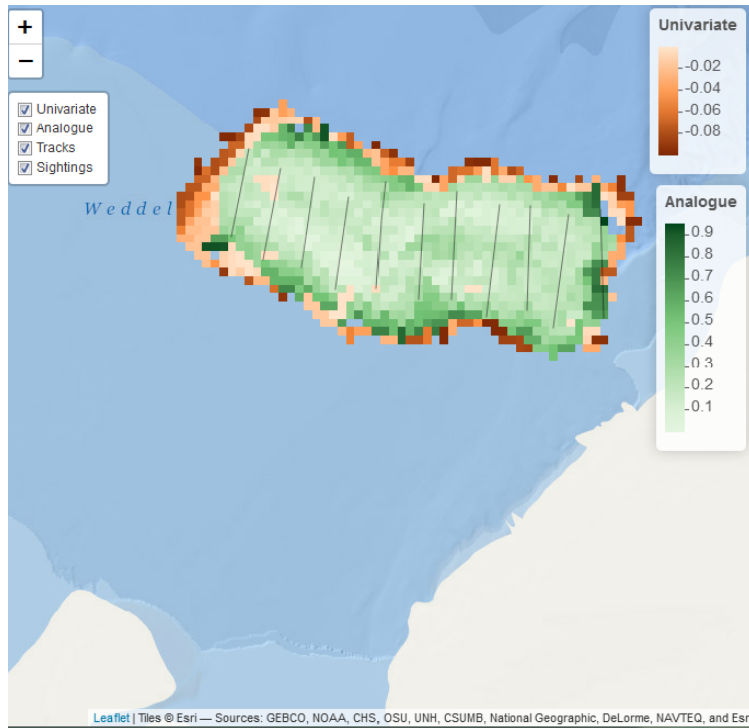 +
−
Univariate
Analogue
Tracks
Sightings
Weddel
Univariate
-0.02
-0.04
-0.06
-0.08
Analogue
0.9
0.8
0.7
0.6
0.5
0.4
0.3
0.2
0.1
Leaflet | Tiles © Esri — Sources: GEBCO, NOAA, CHS, OSU, UNH, CSUMB, National Geographic, DeLorme, NAVTEQ, and Esr